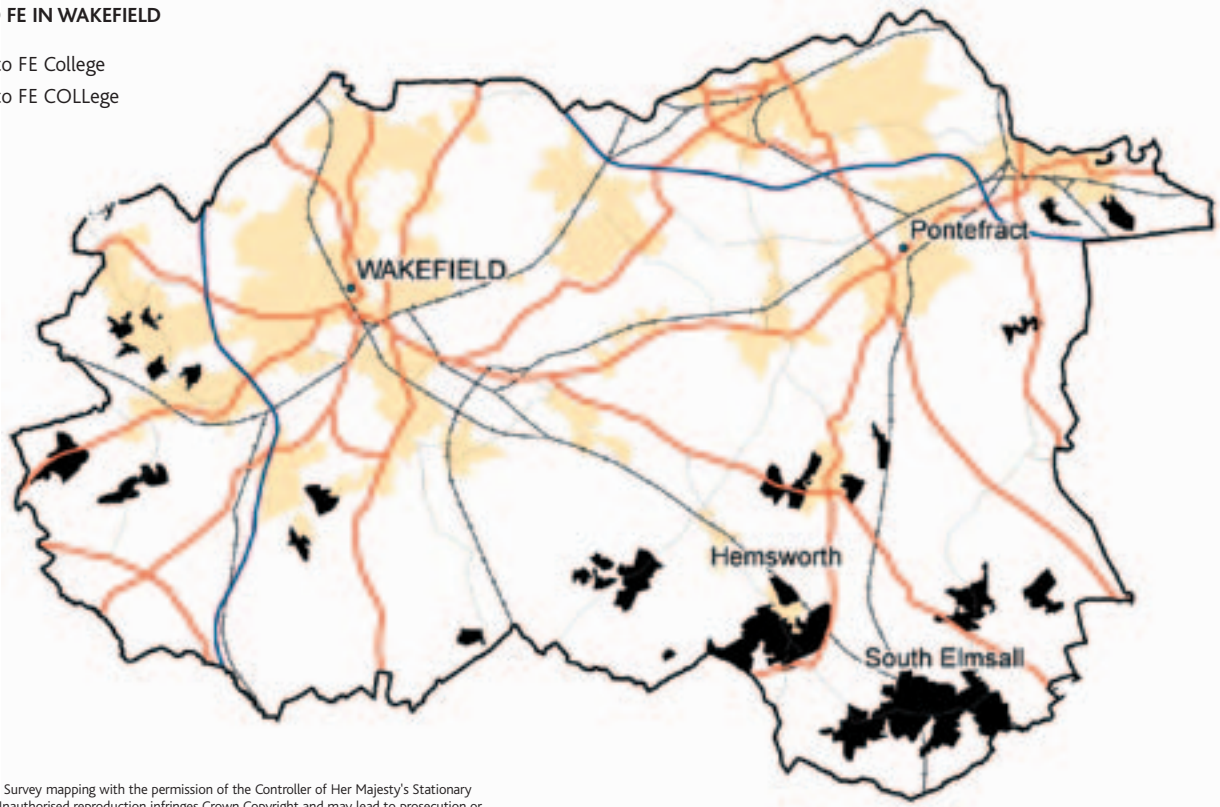 FE IN WAKEFIELD
to FE College
to FE COLLege
Pontefract
WAKEFIELD
Hemsworth
South Elmsall
Survey mapping with the permission of the Controller of Her Majesty's Stationary
Unauthorised reproduction infringes Crown Copyright and may lead to prosecution or